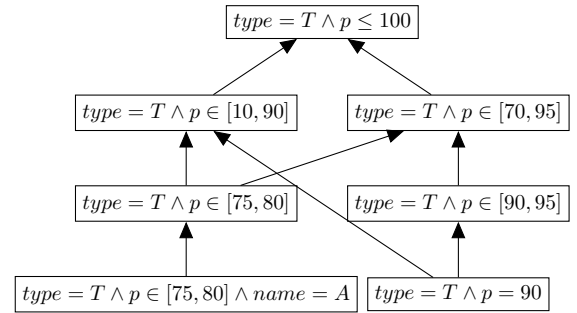 type = T ∧ p ≤ 100
type = T ∧ p ∈ [10, 90]
type = T ∧ p ∈ [70, 95]
type = T ∧ p ∈ [75, 80]
type = T ∧ p ∈ [90, 95]
type = T ∧ p ∈ [75, 80] ∧ name = A
type = T ∧ p = 90